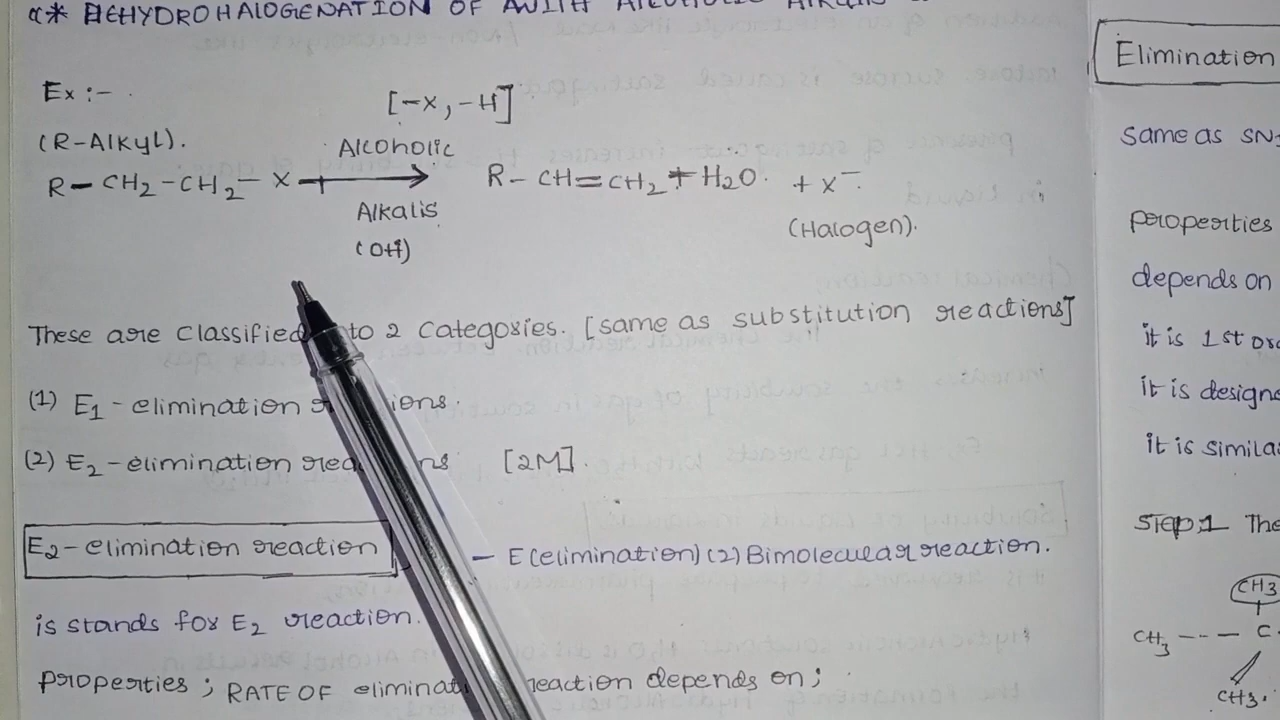 DEHYDROHALOGENATION OF
Ex :-
[-X, -H]
(R-Alkyl).
Alcoholic
R-CH₂-CH₂-X + → R-CH=CH₂ + H₂O. + X⁻.
Alkalis
(Halogen).
(OH)
These are classified to 2 categories. [same as substitution reactions]
(1) E₁-elimination
(2) E₂-elimination [2M].
E₂-elimination reaction - E(elimination)(2)Bimolecular reaction.
is stands for E₂ reaction.
properties ; RATE OF depends on ;
Elimination
same as
properties
depends on
it is 1st
it is
it is
STEP:1 The
CH3
CH₃ --- C
CH3.